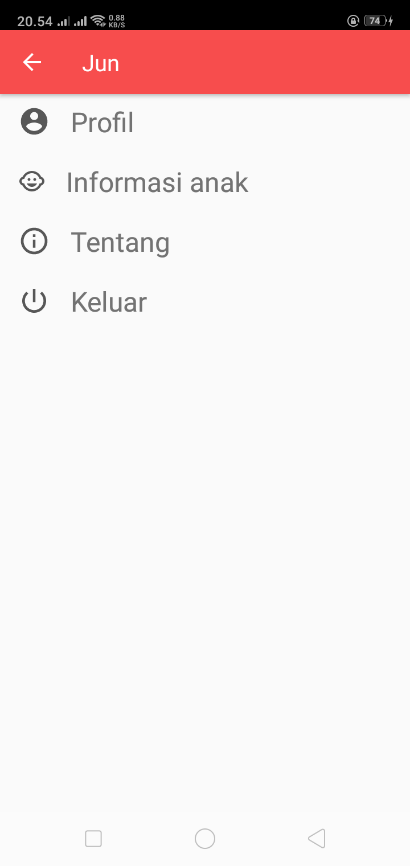 20.54 0.88 KB/S 74
Jun
Profil
Informasi anak
Tentang
Keluar